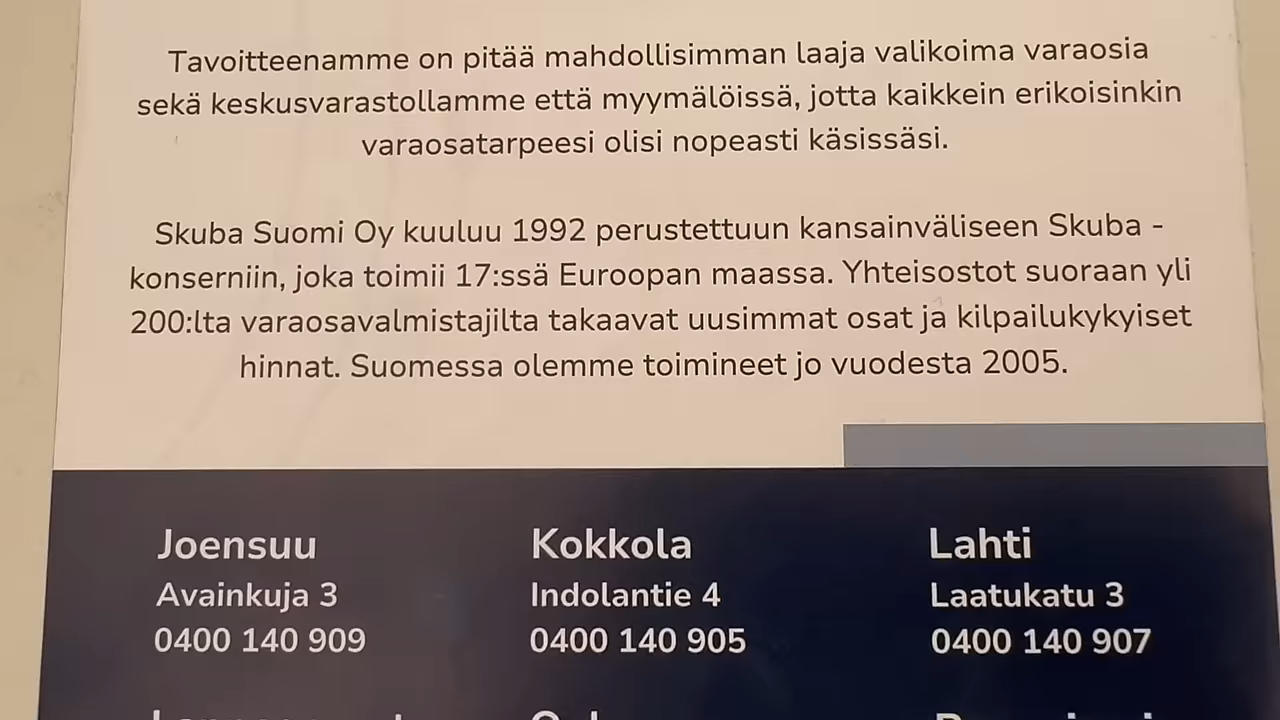 Tavoitteenamme on pitää mahdollisimman laaja valikoima varaosia
sekä keskusvarastollamme että myymälöissä, jotta kaikkein erikoisinkin
varaosatarpeesi olisi nopeasti käsissäsi.
Skuba Suomi Oy kuuluu 1992 perustettuun kansainväliseen Skuba -
konserniin, joka toimii 17:ssä Euroopan maassa. Yhteisostot suoraan yli
200:lta varaosavalmistajilta takaavat uusimmat osat ja kilpailukykyiset
hinnat. Suomessa olemme toimineet jo vuodesta 2005.
Joensuu
Avainkuja 3
0400 140 909
Kokkola
Indolantie 4
0400 140 905
Lahti
Laatukatu 3
0400 140 907